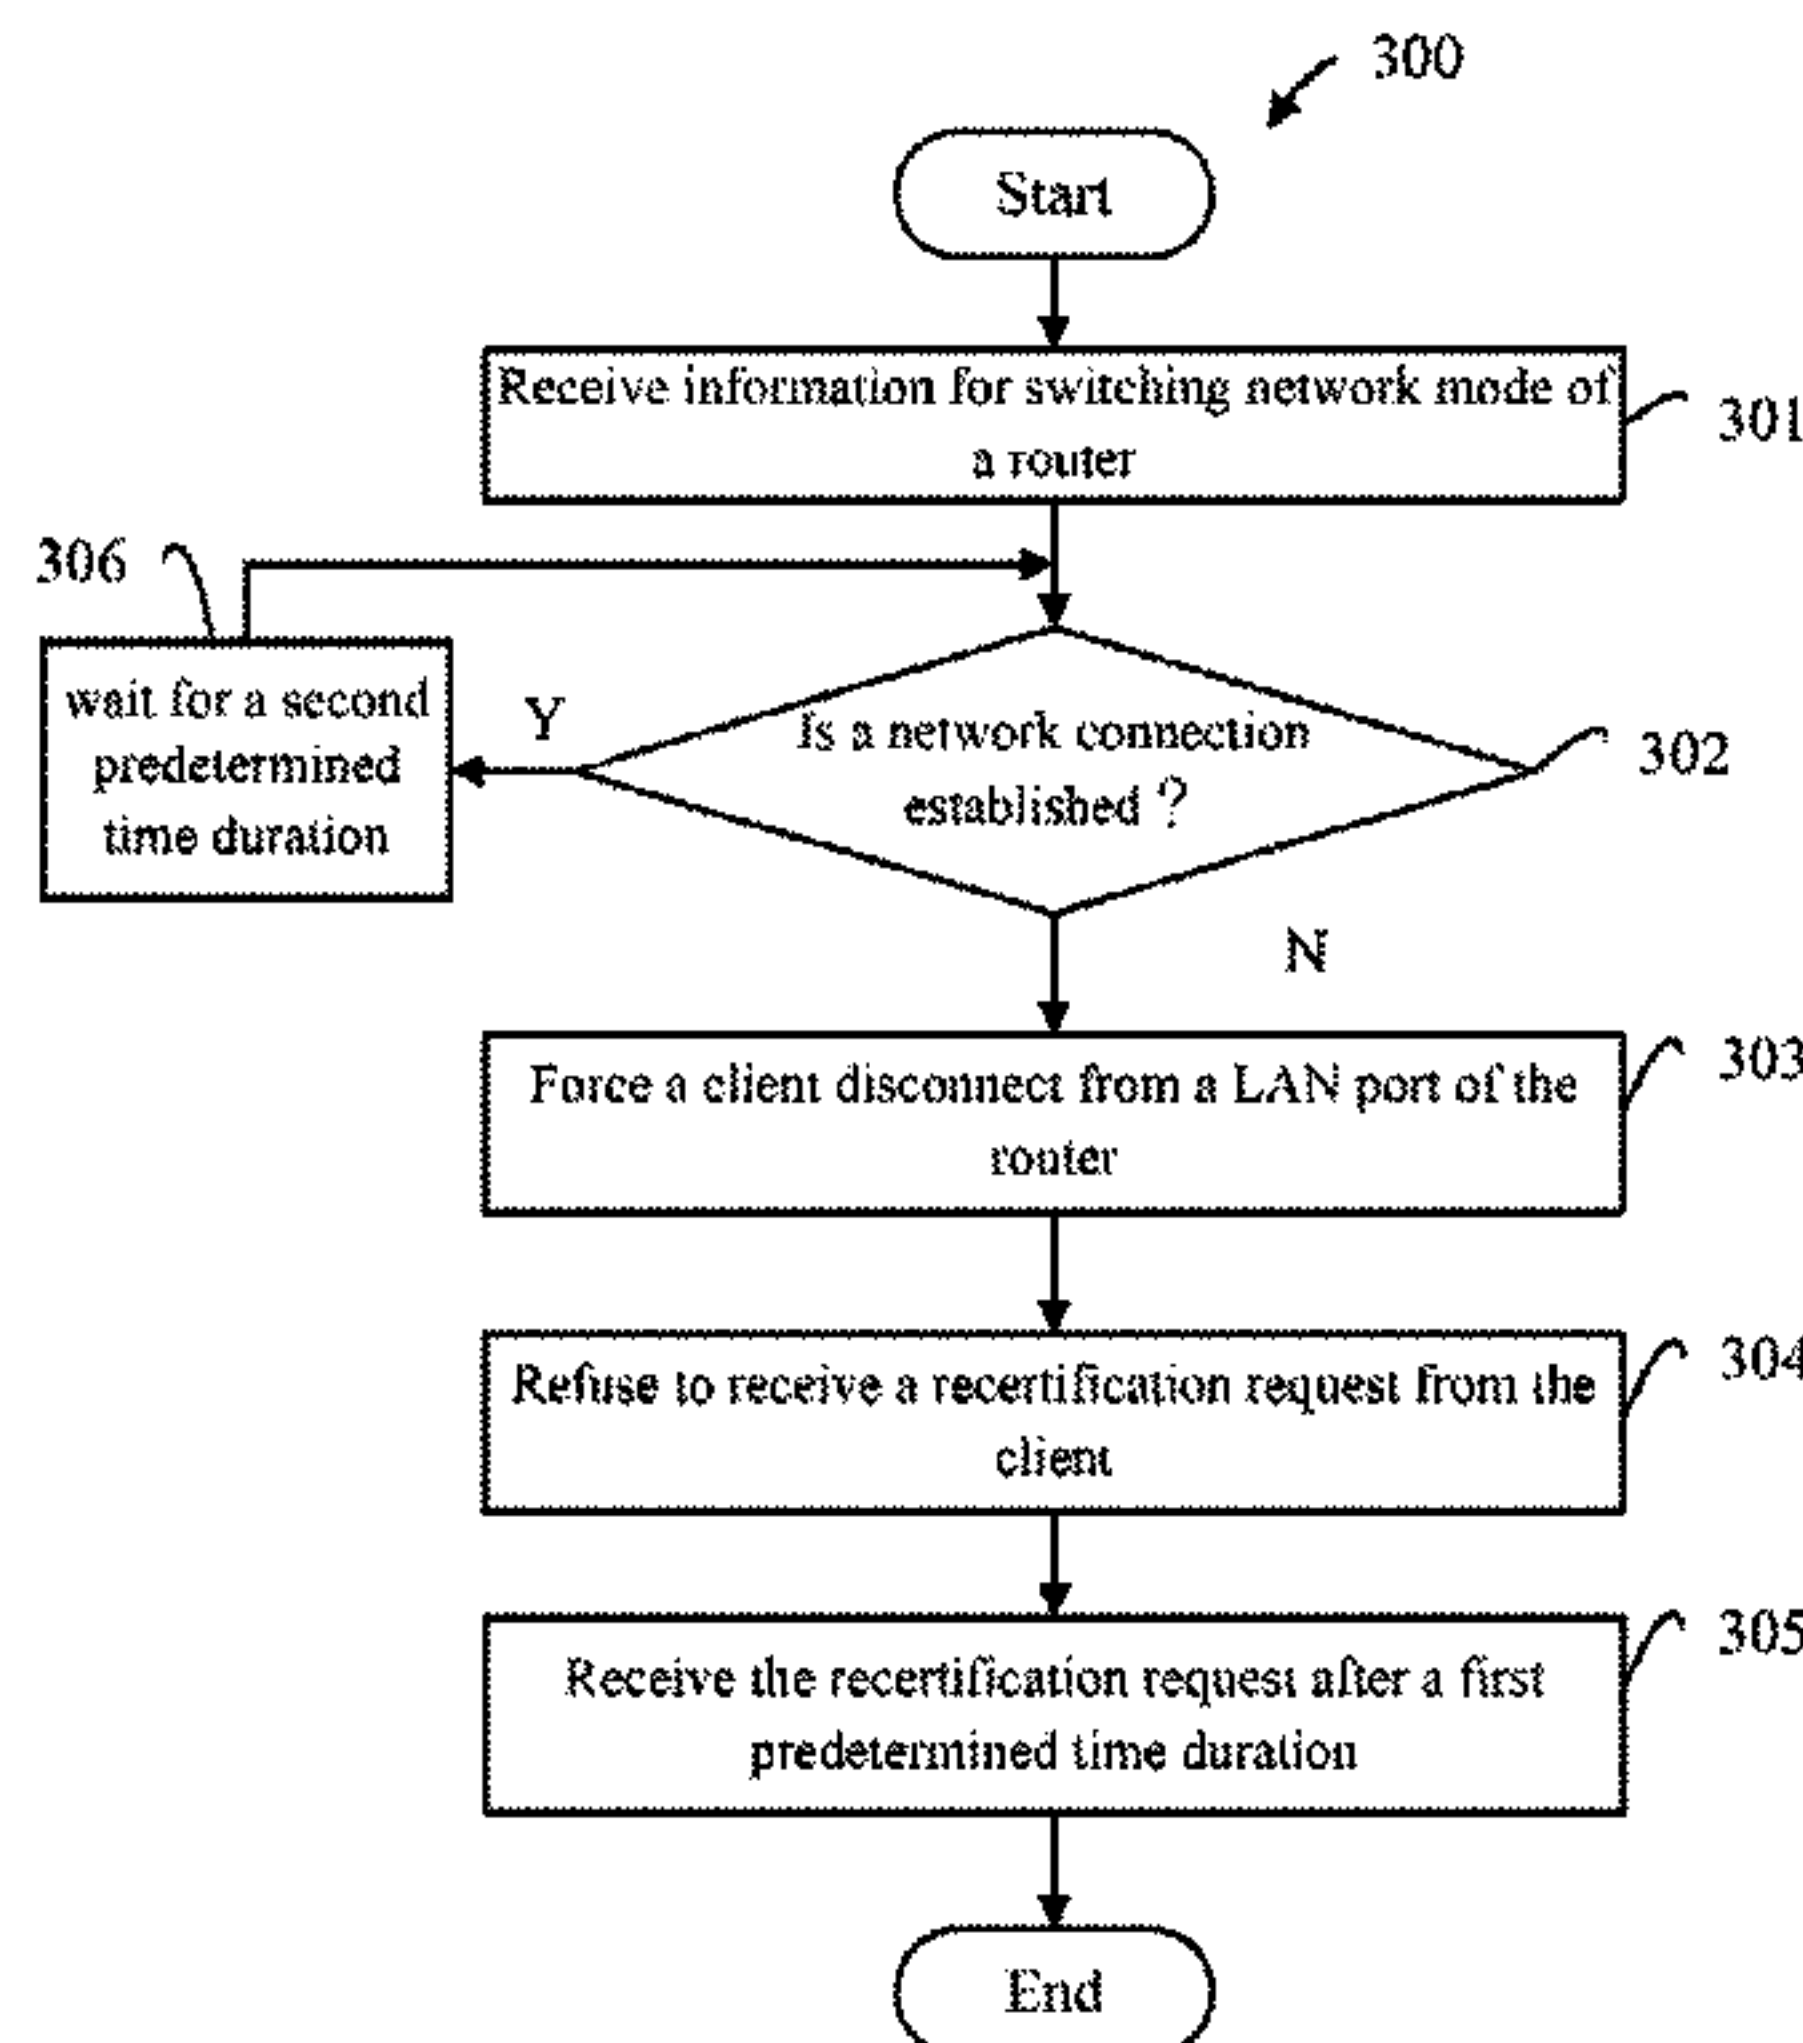 300
Start
Receive information for switching network mode of
a router
301
306
wait for a second
predetermined
time duration
Y
Is a network connection
established ?
302
N
Force a client disconnect from a LAN port of the
router
303
Refuse to receive a recertification request from the
client
304
Receive the recertification request after a first
predetermined time duration
305
End